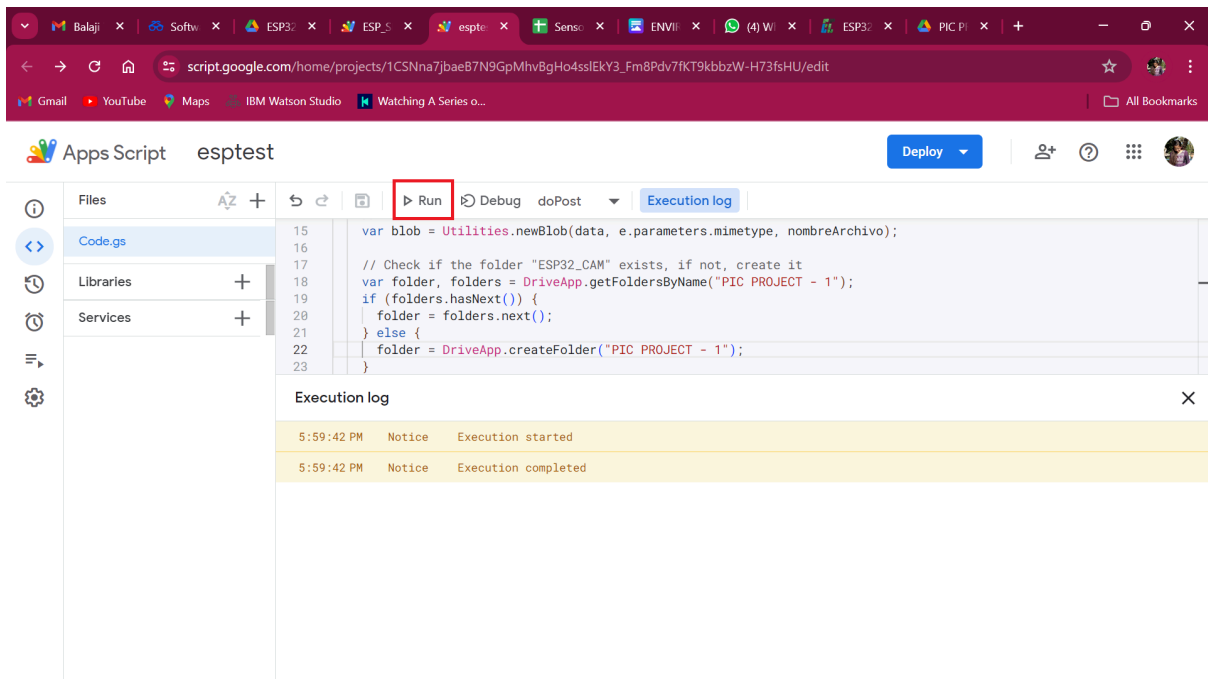 Balaji
Softw
ESP32
ESP_S
espte
Senso
ENVIR
(4) W
ESP32
PIC P
script.google.com/home/projects/1CSNna7jbaeB7N9GpMhvBgHo4sslEkY3_Fm8Pdv7fKT9kbbzW-H73fsHU/edit
Gmail YouTube Maps IBM Watson Studio Watching A Series o... All Bookmarks
Apps Script esptest Deploy
Files AZ
Run Debug doPost Execution log
Code.gs
Libraries
Services
15 var blob = Utilities.newBlob(data, e.parameters.mimetype, nombreArchivo);
16
17 // Check if the folder "ESP32_CAM" exists, if not, create it
18 var folder, folders = DriveApp.getFoldersByName("PIC PROJECT - 1");
19 if (folders.hasNext()) {
20 folder = folders.next();
21 } else {
22 folder = DriveApp.createFolder("PIC PROJECT - 1");
23 }
Execution log
5:59:42 PM Notice Execution started
5:59:42 PM Notice Execution completed